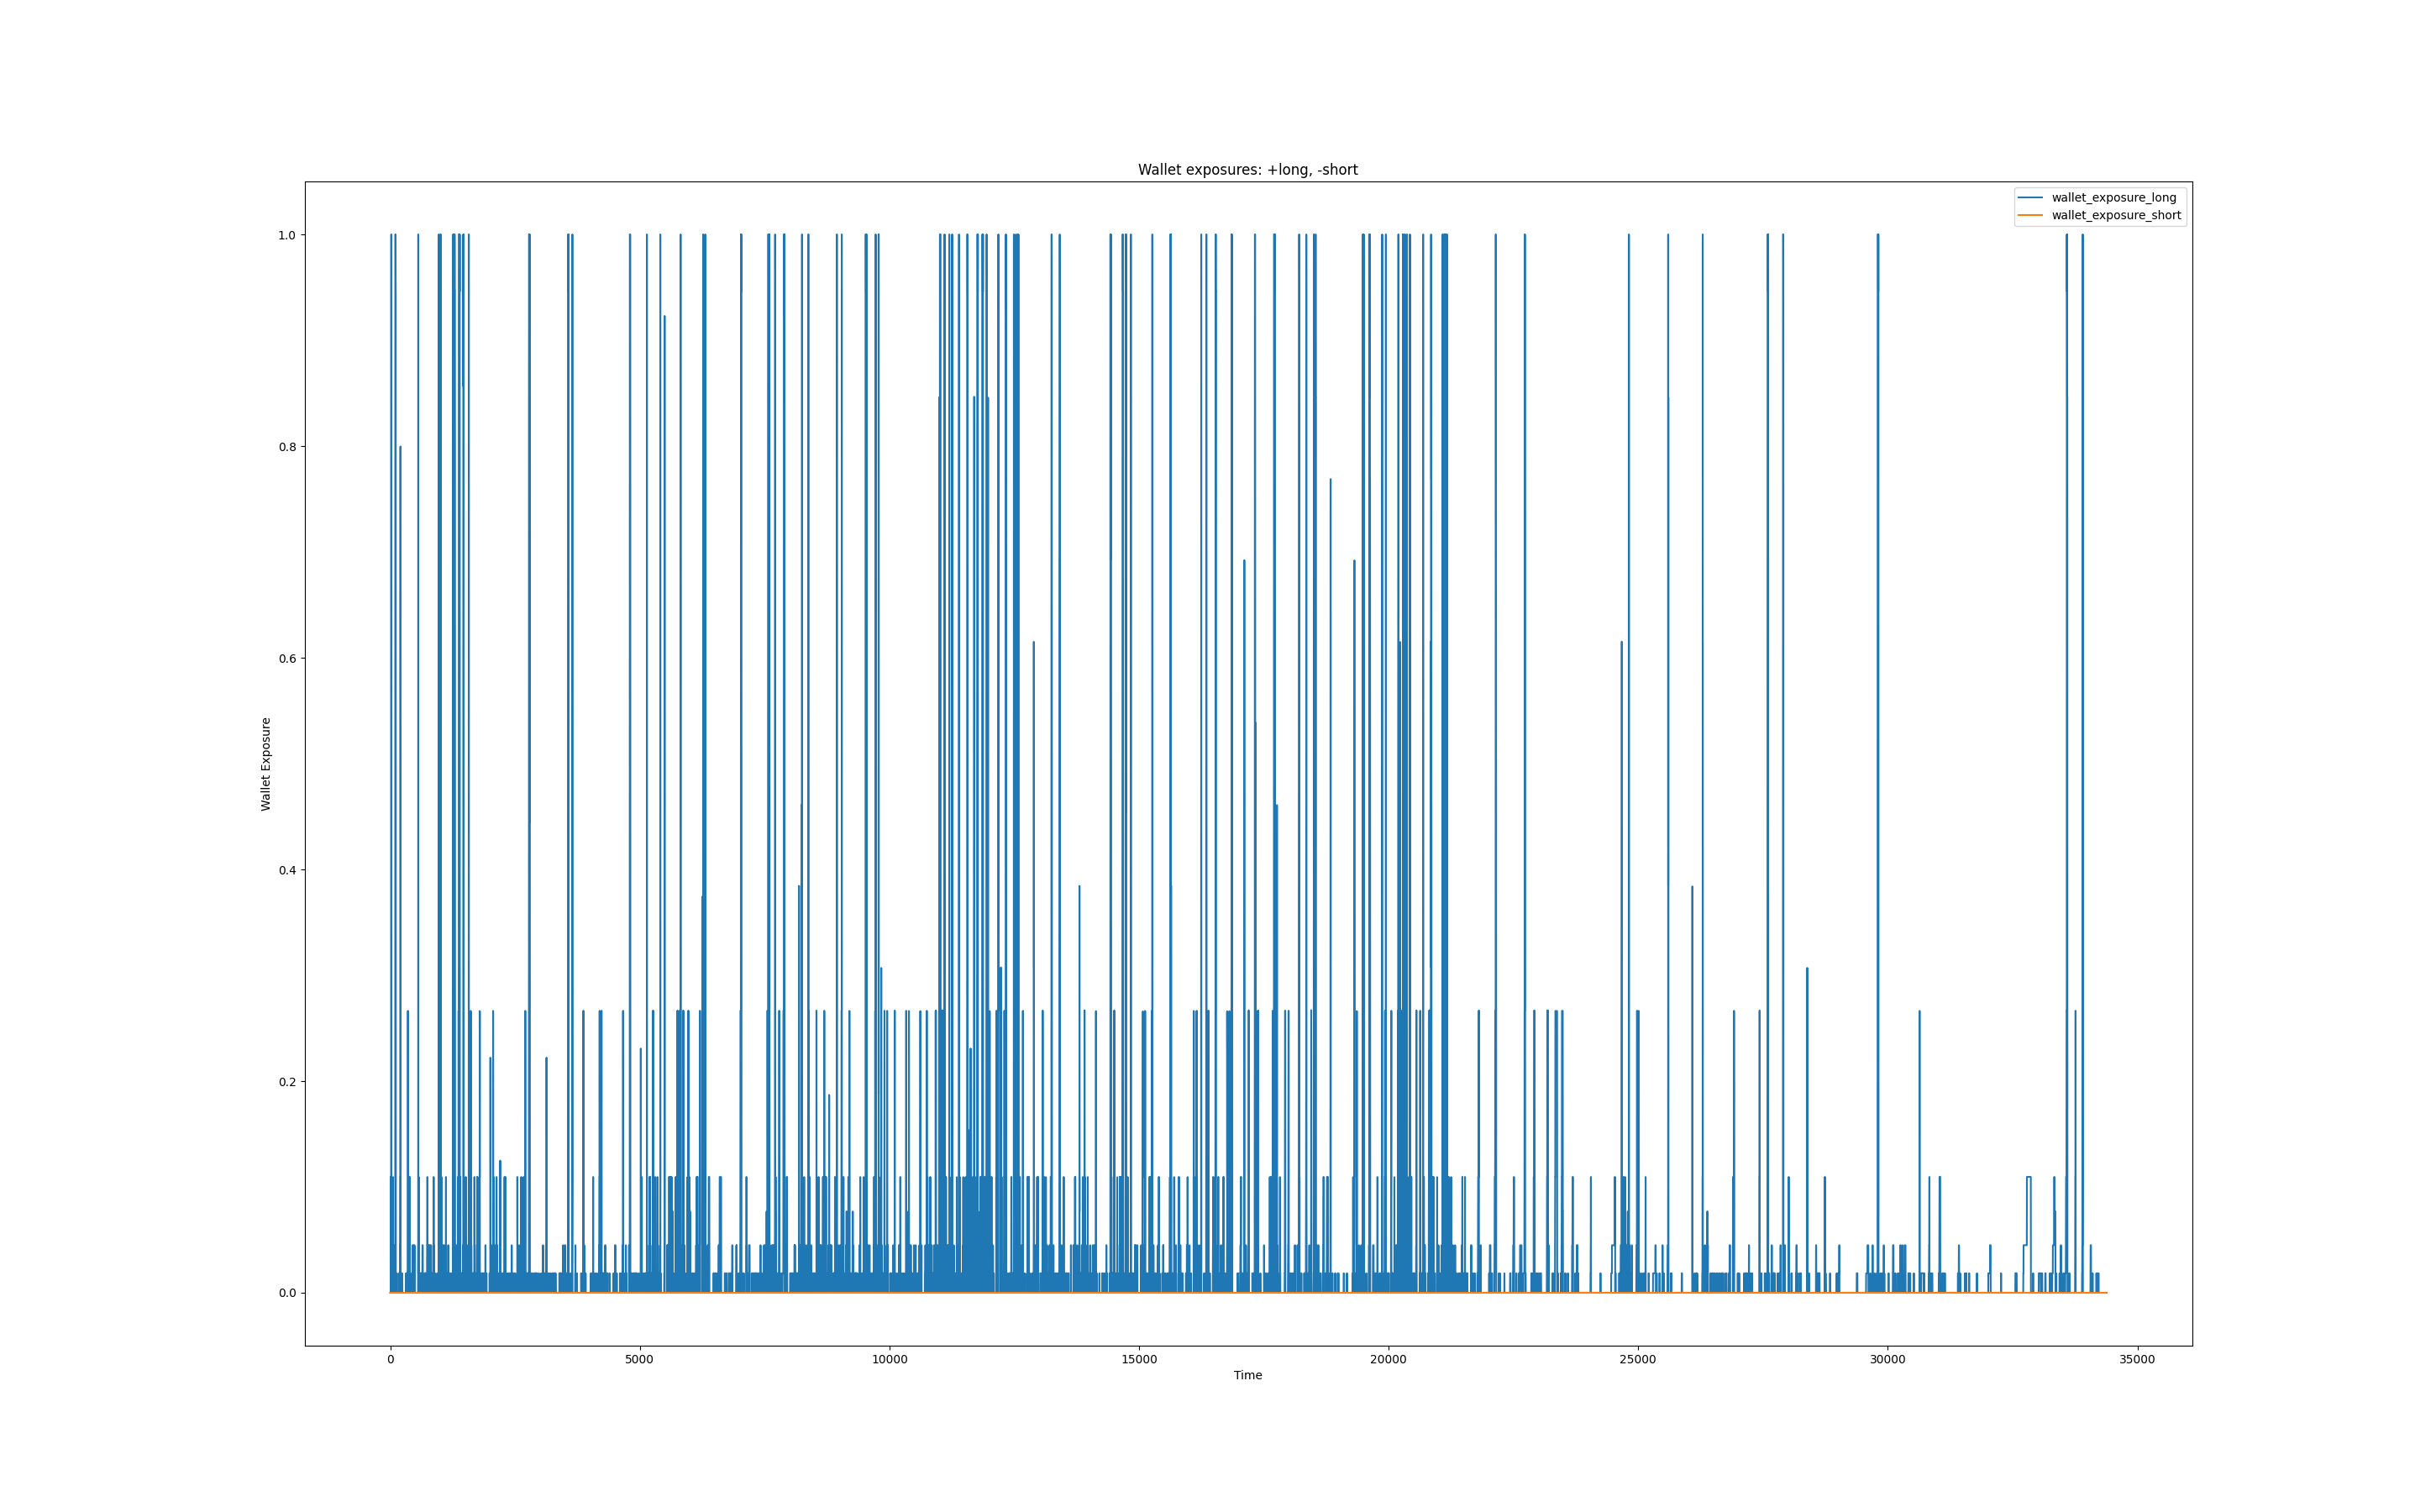 Wallet exposures: +long, -short
wallet_exposure_long
wallet_exposure_short
1.0
0.8
0.6
0.4
0.2
0.0
Wallet Exposure
0 5000 10000 15000 20000 25000 30000 35000
Time